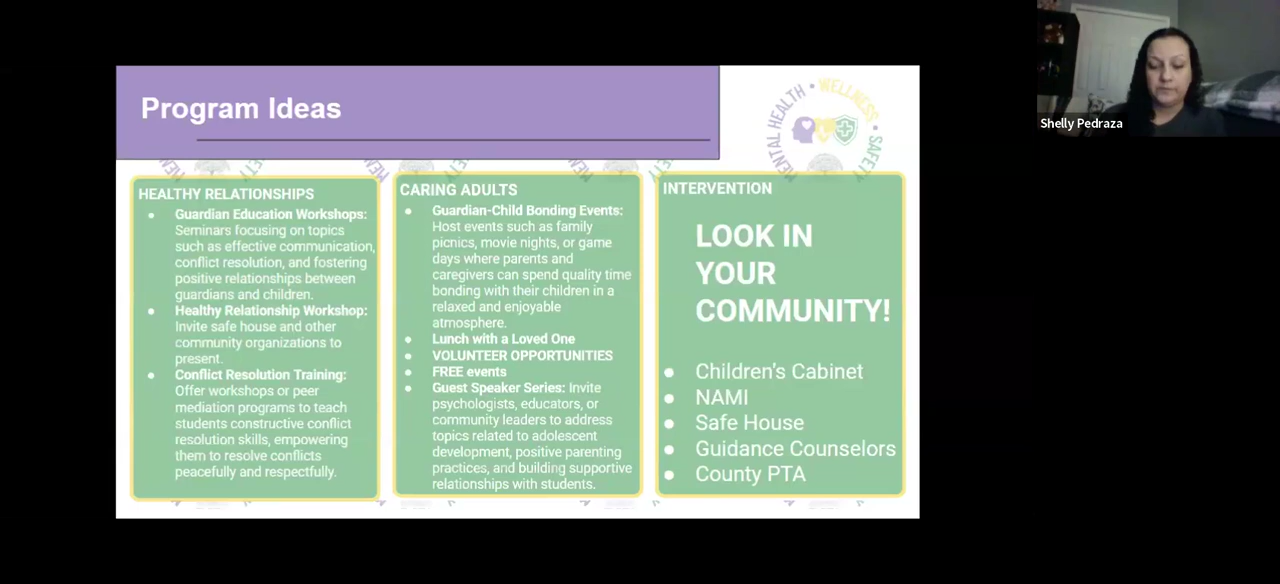 Program Ideas
MENTAL HEALTH • WELLNESS • SAFETY
HEALTHY RELATIONSHIPS
● Guardian Education Workshops:
Seminars focusing on topics
such as effective communication,
conflict resolution, and fostering
positive relationships between
guardians and children.
● Healthy Relationship Workshop:
Invite safe house and other
community organizations to
present.
● Conflict Resolution Training:
Offer workshops or peer
mediation programs to teach
students constructive conflict
resolution skills, empowering
them to resolve conflicts
peacefully and respectfully.
CARING ADULTS
● Guardian-Child Bonding Events:
Host events such as family
picnics, movie nights, or game
days where parents and
caregivers can spend quality time
bonding with their children in a
relaxed and enjoyable
atmosphere.
● Lunch with a Loved One
● VOLUNTEER OPPORTUNITIES
● FREE events
● Guest Speaker Series: Invite
psychologists, educators, or
community leaders to address
topics related to adolescent
development, positive parenting
practices, and building supportive
relationships with students.
INTERVENTION
LOOK IN
YOUR
COMMUNITY!
● Children's Cabinet
● NAMI
● Safe House
● Guidance Counselors
● County PTA
Shelly Pedraza